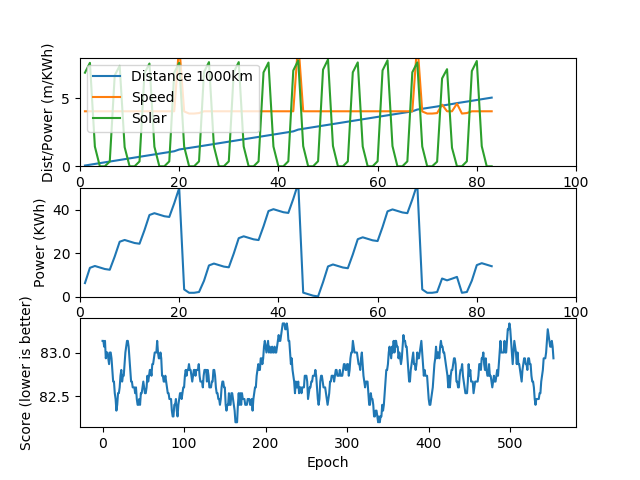 Dist/Power (m/KWh)
5
0
Distance 1000km
Speed
Solar
0 20 40 60 80 100
Power (KWh)
40
20
0
0 20 40 60 80 100
Score (lower is better)
83.0
82.5
0 100 200 300 400 500
Epoch